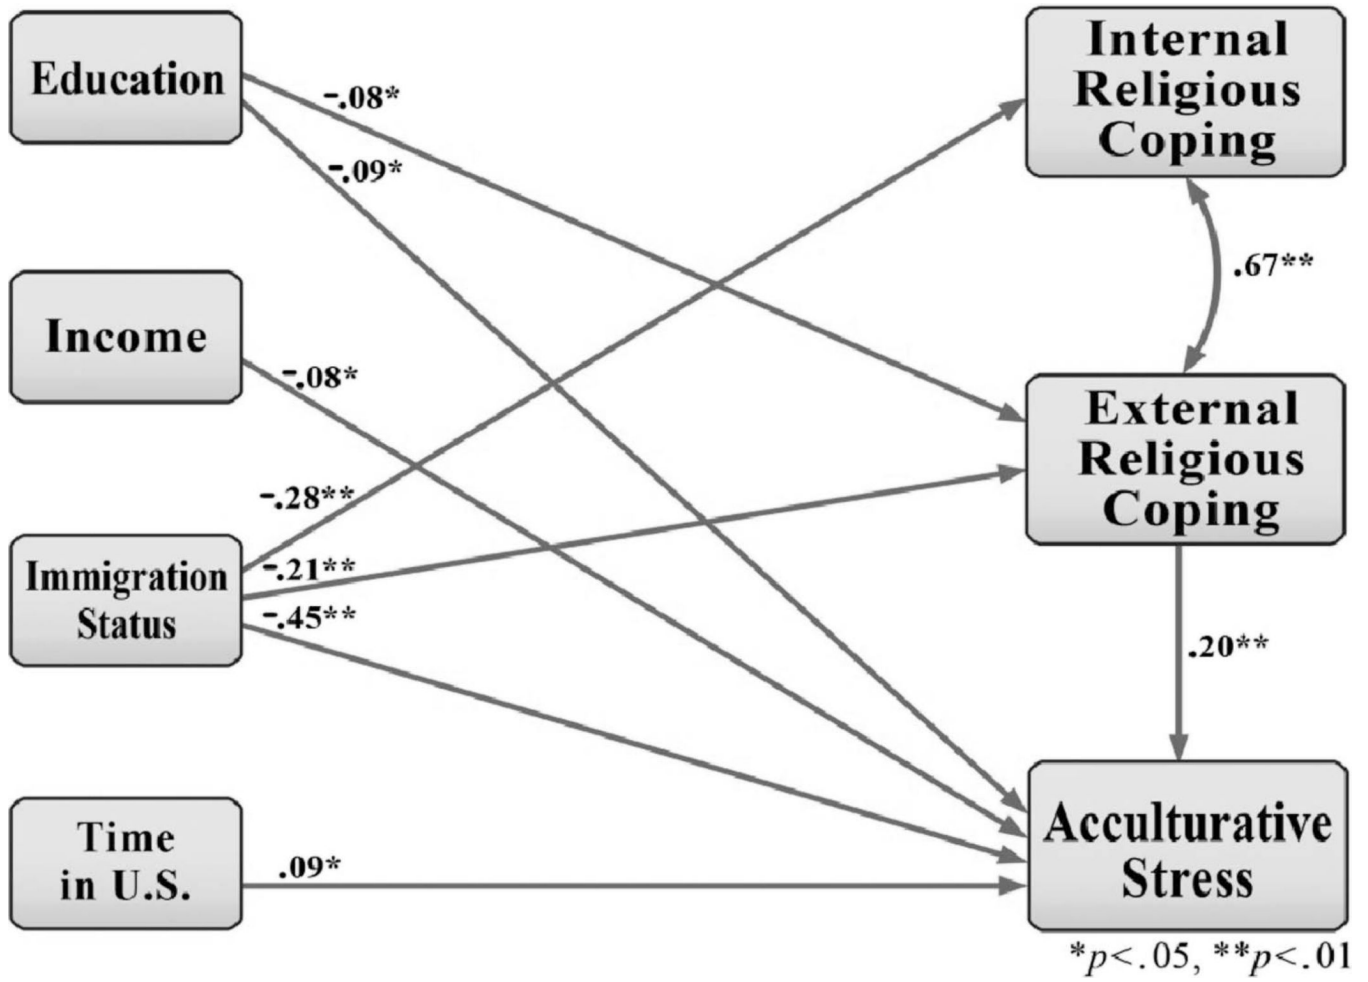 Education
-.08*
-.09*
Income
-.08*
Immigration
Status
-.28**
-.21**
-.45**
Time
in U.S.
.09*
Internal
Religious
Coping
.67**
External
Religious
Coping
.20**
Acculturative
Stress
*p<.05, **p<.01